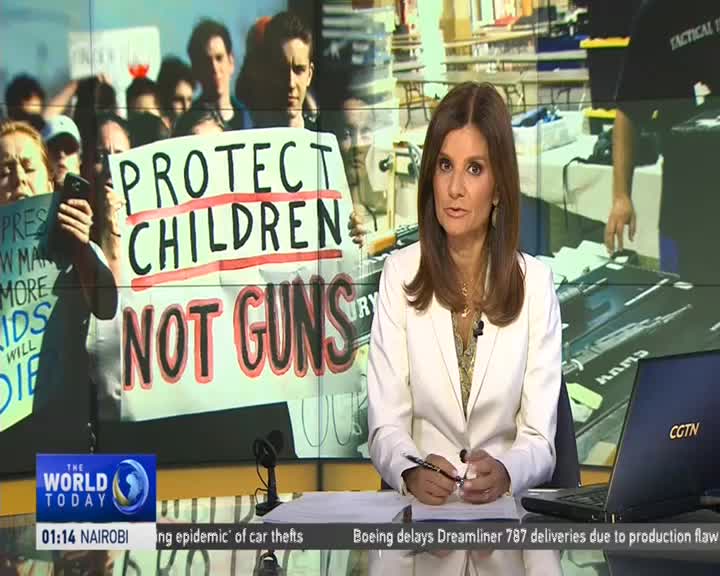 TACTICAL
PROTECT
CHILDREN
NOT GUNS
MORE
KIDS
WILL
DIE
CGTN
THE
WORLD
TODAY
01:14 NAIROBI
ing epidemic' of car thefts Boeing delays Dreamliner 787 deliveries due to production flaw